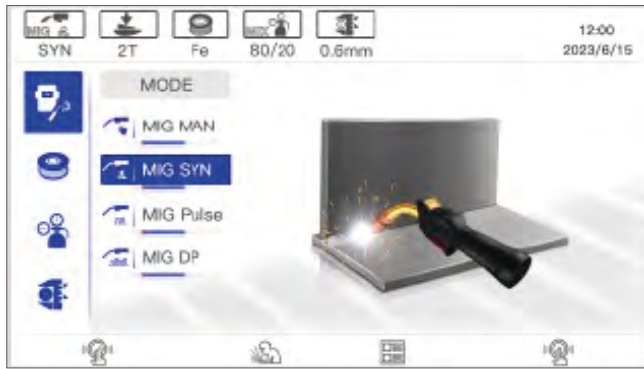 MIG
MIX
SYN
2T
Fe
80/20
0.6mm
12:00
2023/6/15
MODE
MIG MAN
MIG SYN
MIG Pulse
MIG DP